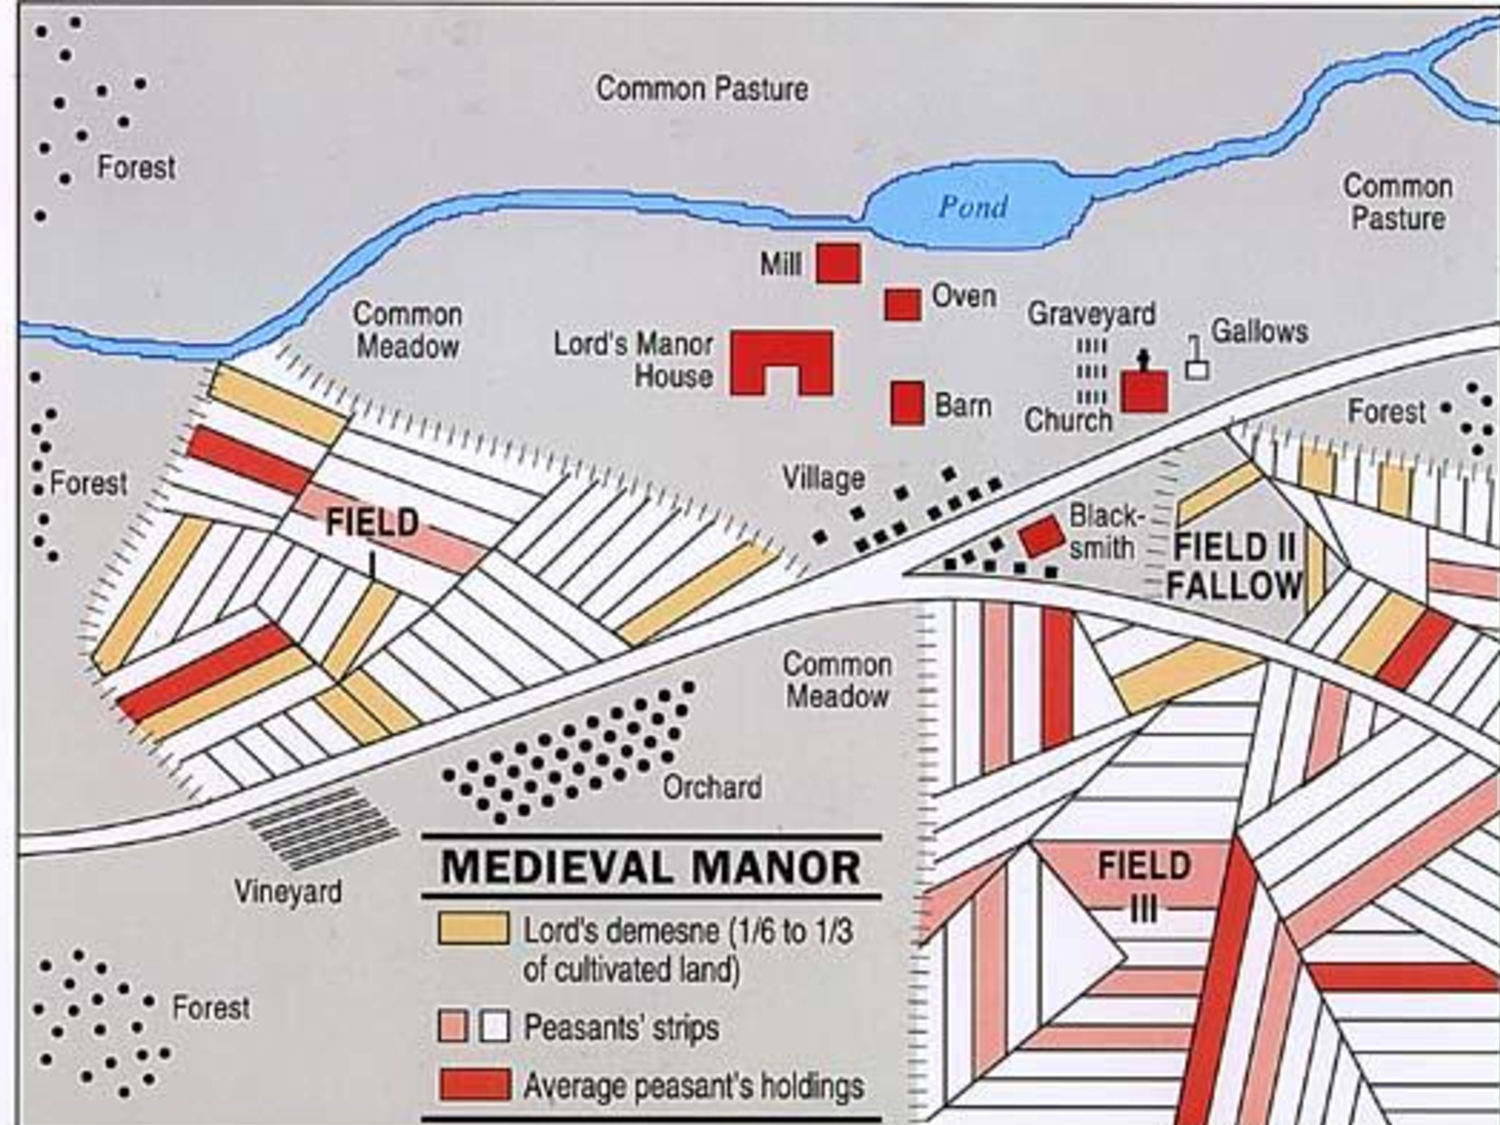 Common Pasture
Forest
Pond
Common
Pasture
Mill
Oven
Common
Meadow
Graveyard
Gallows
Lord's Manor
House
Barn
Church
Forest
Forest
Village
FIELD
I
Black-
smith
FIELD II
FALLOW
Common
Meadow
Orchard
Vineyard
MEDIEVAL MANOR
FIELD
III
Lord's demesne (1/6 to 1/3
of cultivated land)
Forest
Peasants' strips
Average peasant's holdings